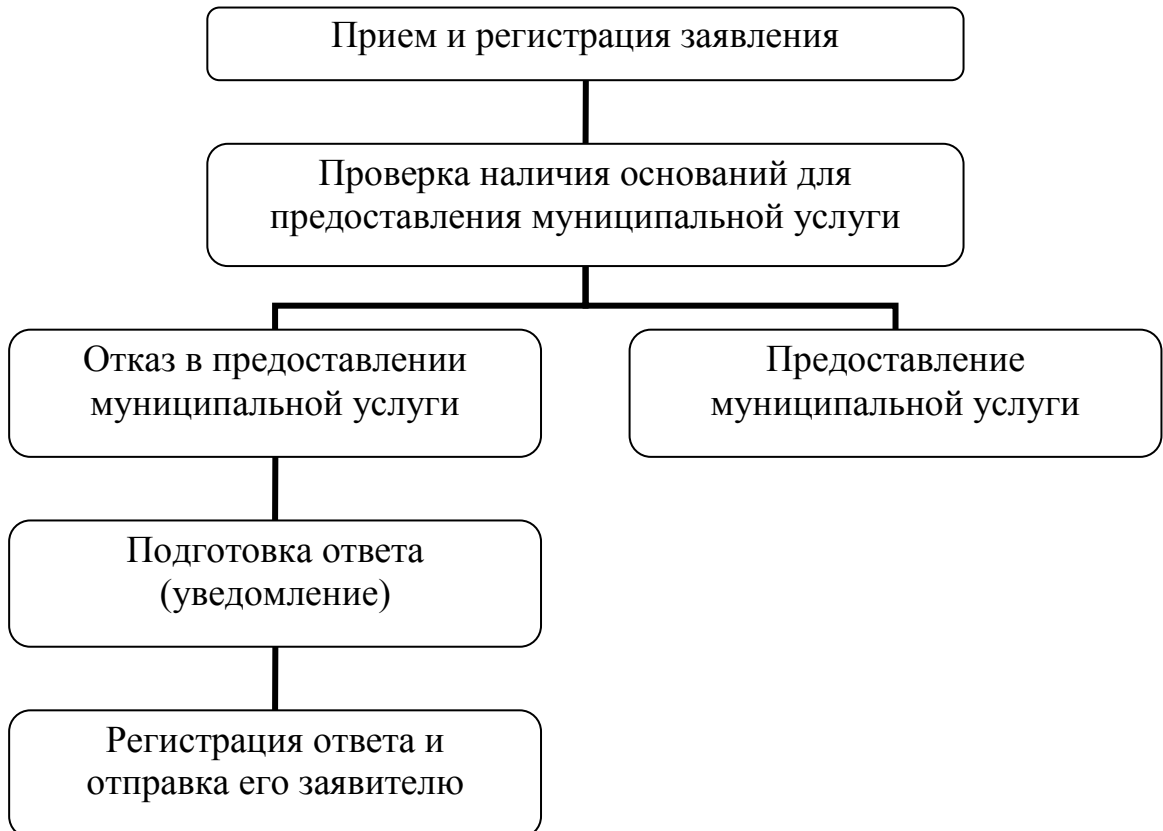 Прием и регистрация заявления
Проверка наличия оснований для
предоставления муниципальной услуги
Отказ в предоставлении
муниципальной услуги
Предоставление
муниципальной услуги
Подготовка ответа
(уведомление)
Регистрация ответа и
отправка его заявителю